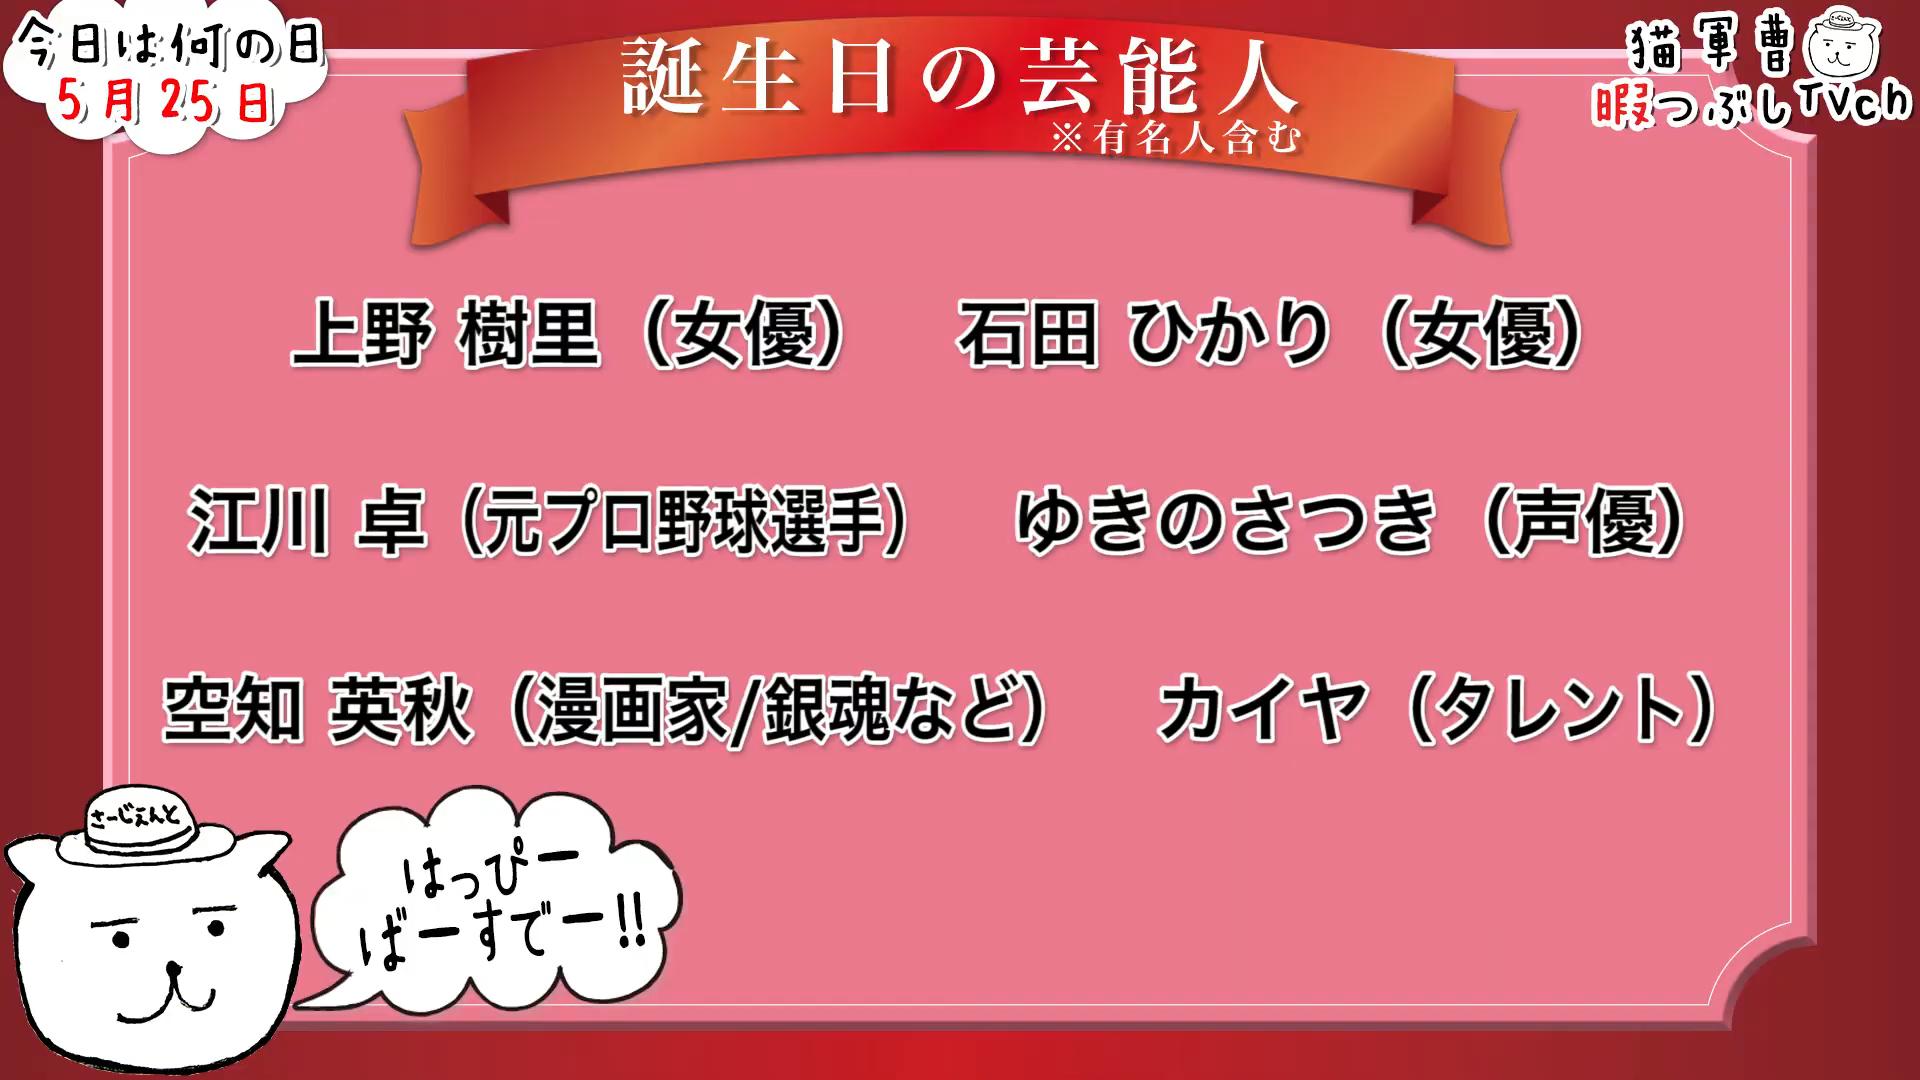 今日は何の日
5月25日
誕生日の芸能人
※有名人含む
猫軍曹
暇つぶしTVch
上野 樹里（女優） 石田 ひかり（女優）
江川 卓（元プロ野球選手） ゆきのさつき（声優）
空知 英秋（漫画家/銀魂など） カイヤ（タレント）
さーじぇんと
はっぴー
ばーすでー!!